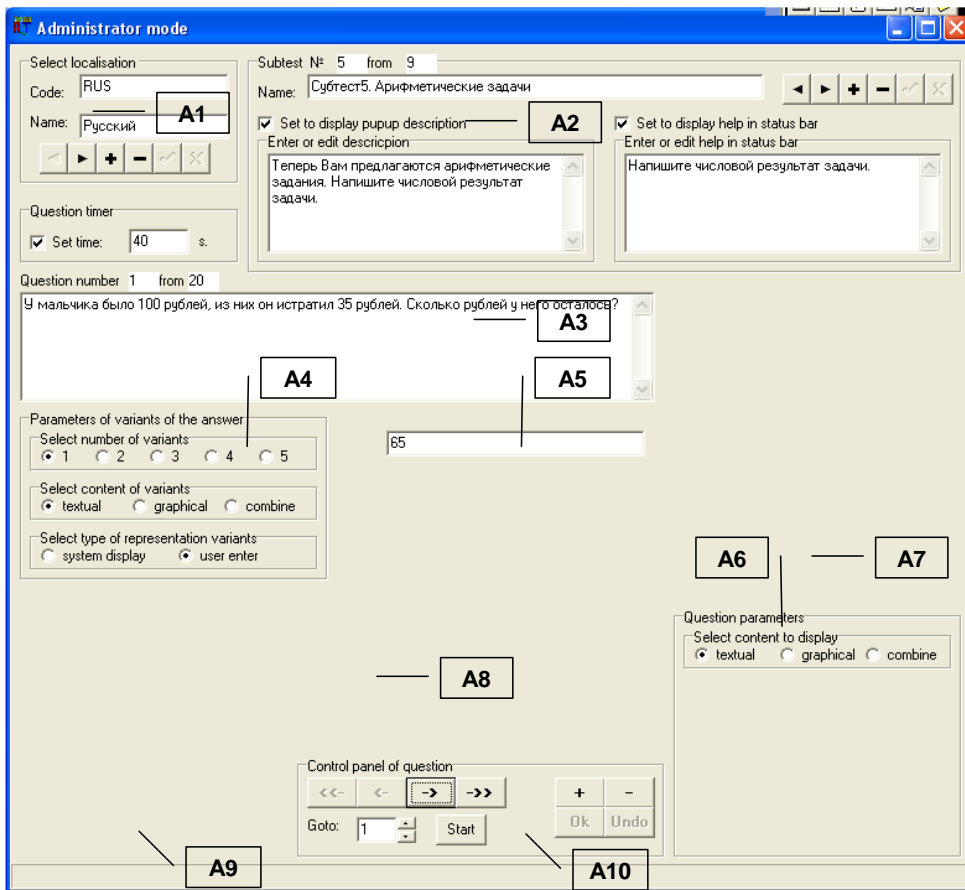 Administrator mode
Select localisation
Code: RUS
Name: Русский
A1
Subtest № 5 from 9
Name: Субтест5. Арифметические задачи
Set to display pupup description
A2
Set to display help in status bar
Enter or edit descricpion
Теперь Вам предлагаются арифметические
задания. Напишите числовой результат
задачи.
Enter or edit help in status bar
Напишите числовой результат задачи.
Question timer
Set time: 40 s.
Question number 1 from 20
У мальчика было 100 рублей, из них он истратил 35 рублей. Сколько рублей у него осталось?
A3
A4
A5
Parameters of variants of the answer
Select number of variants
1 2 3 4 5
65
Select content of variants
textual graphical combine
Select type of representation variants
system display user enter
A6
A7
Question parameters
Select content to display
textual graphical combine
A8
Control panel of question
<<- <- -> ->> + -
Goto: 1 Start Ok Undo
A9
A10